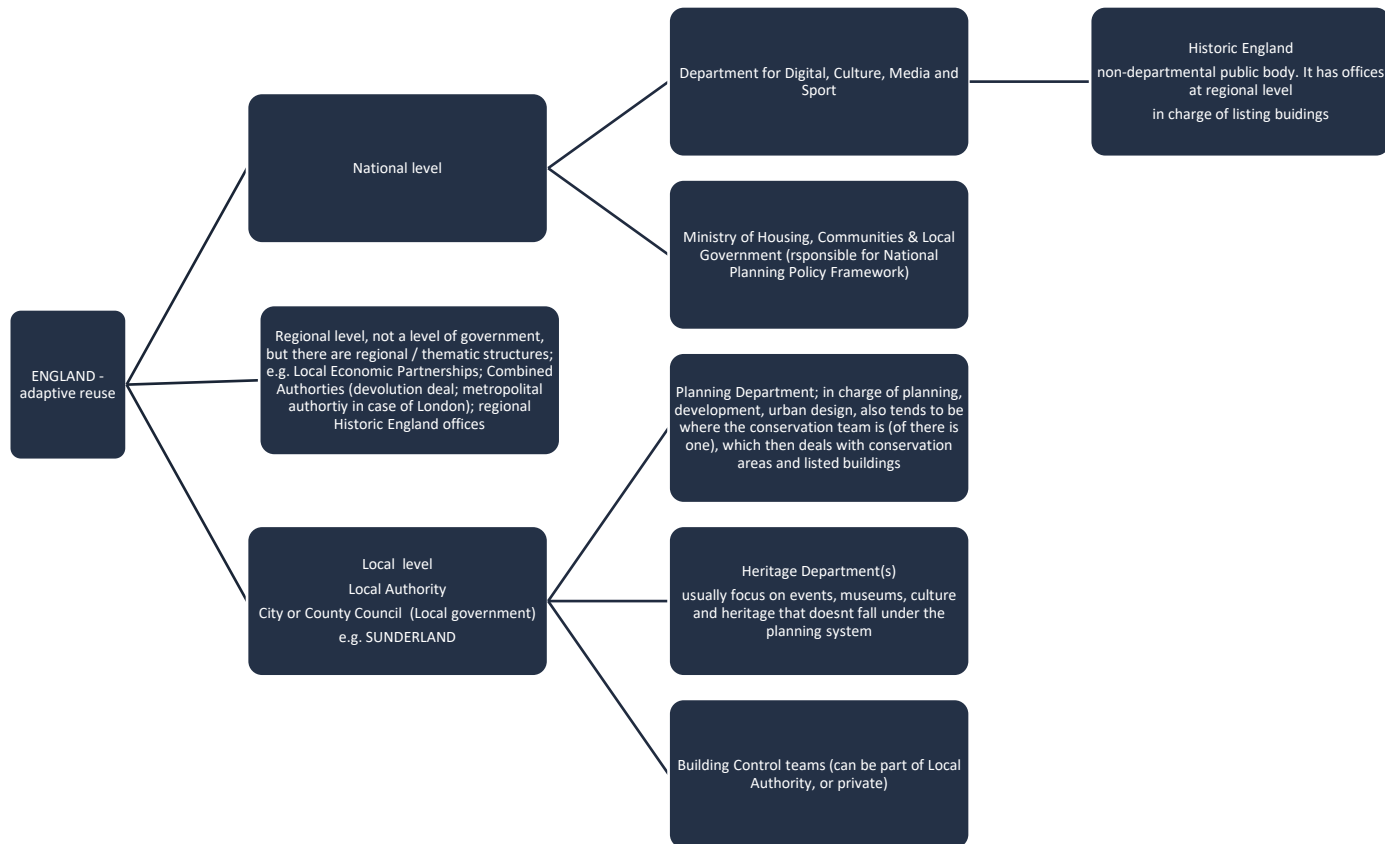 ENGLAND -
adaptive reuse
National level
Department for Digital, Culture, Media and
Sport
Historic England
non-departmental public body. It has offices
at regional level
in charge of listing buidings
Ministry of Housing, Communities & Local
Government (rsponsible for National
Planning Policy Framework)
Regional level, not a level of government,
but there are regional / thematic structures;
e.g. Local Economic Partnerships; Combined
Authorties (devolution deal; metropolital
authortiy in case of London); regional
Historic England offices
Local  level
Local Authority
City or County Council  (Local government)
e.g. SUNDERLAND
Planning Department; in charge of planning,
development, urban design, also tends to be
where the conservation team is (of there is
one), which then deals with conservation
areas and listed buildings
Heritage Department(s)
usually focus on events, museums, culture
and heritage that doesnt fall under the
planning system
Building Control teams (can be part of Local
Authority, or private)